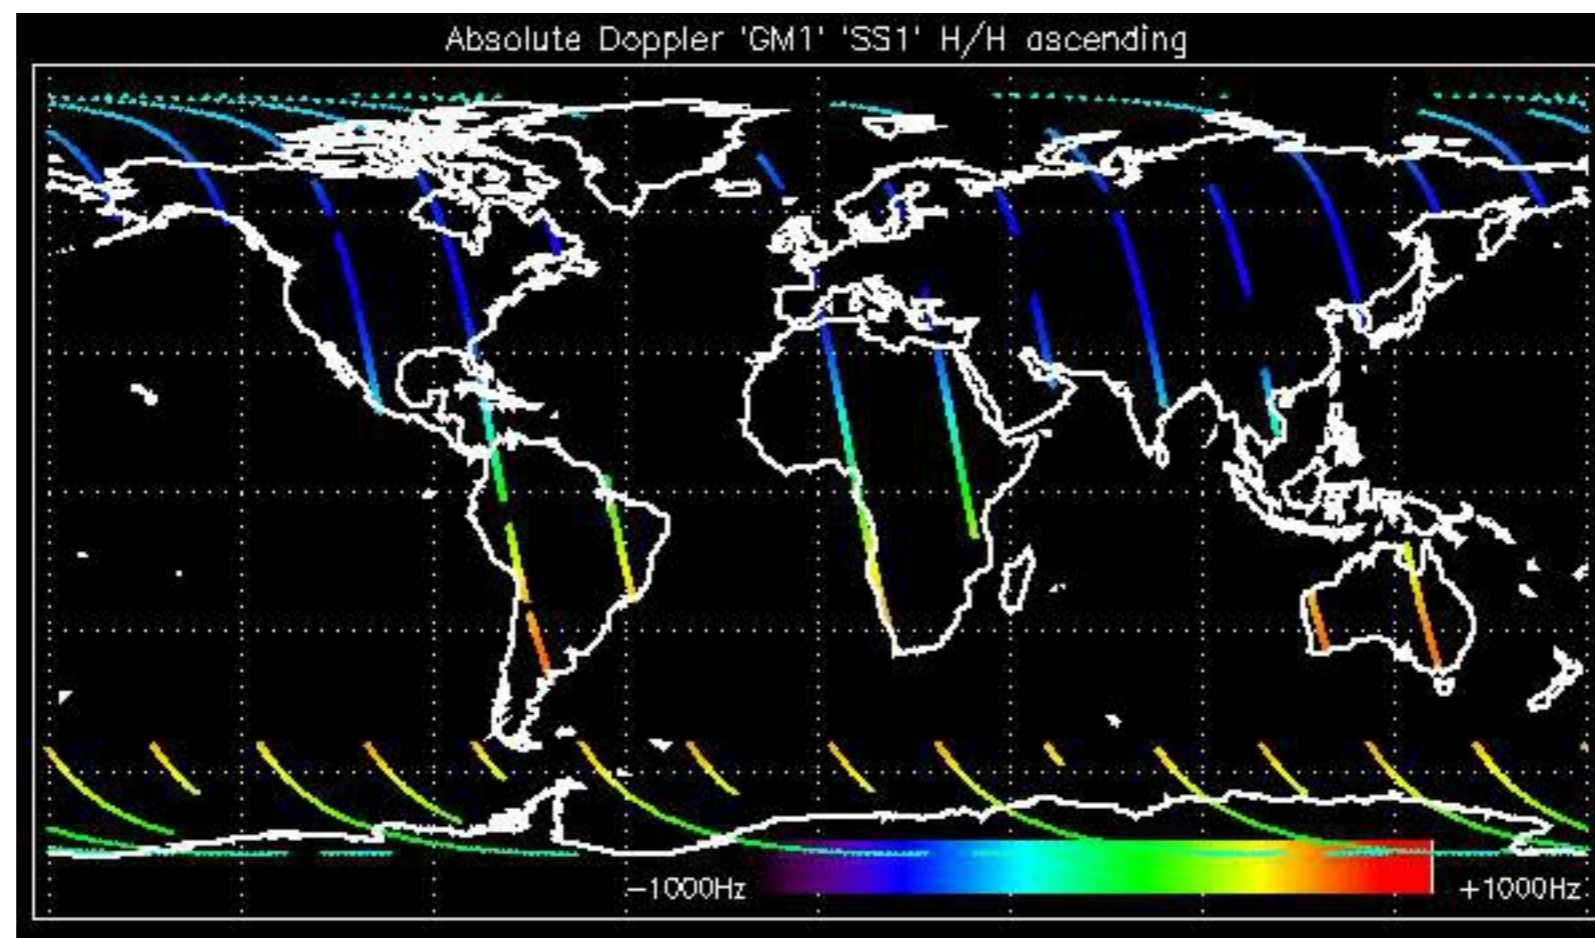 Absolute Doppler 'GM1' 'SS1' H/H ascending
-1000Hz
+1000Hz